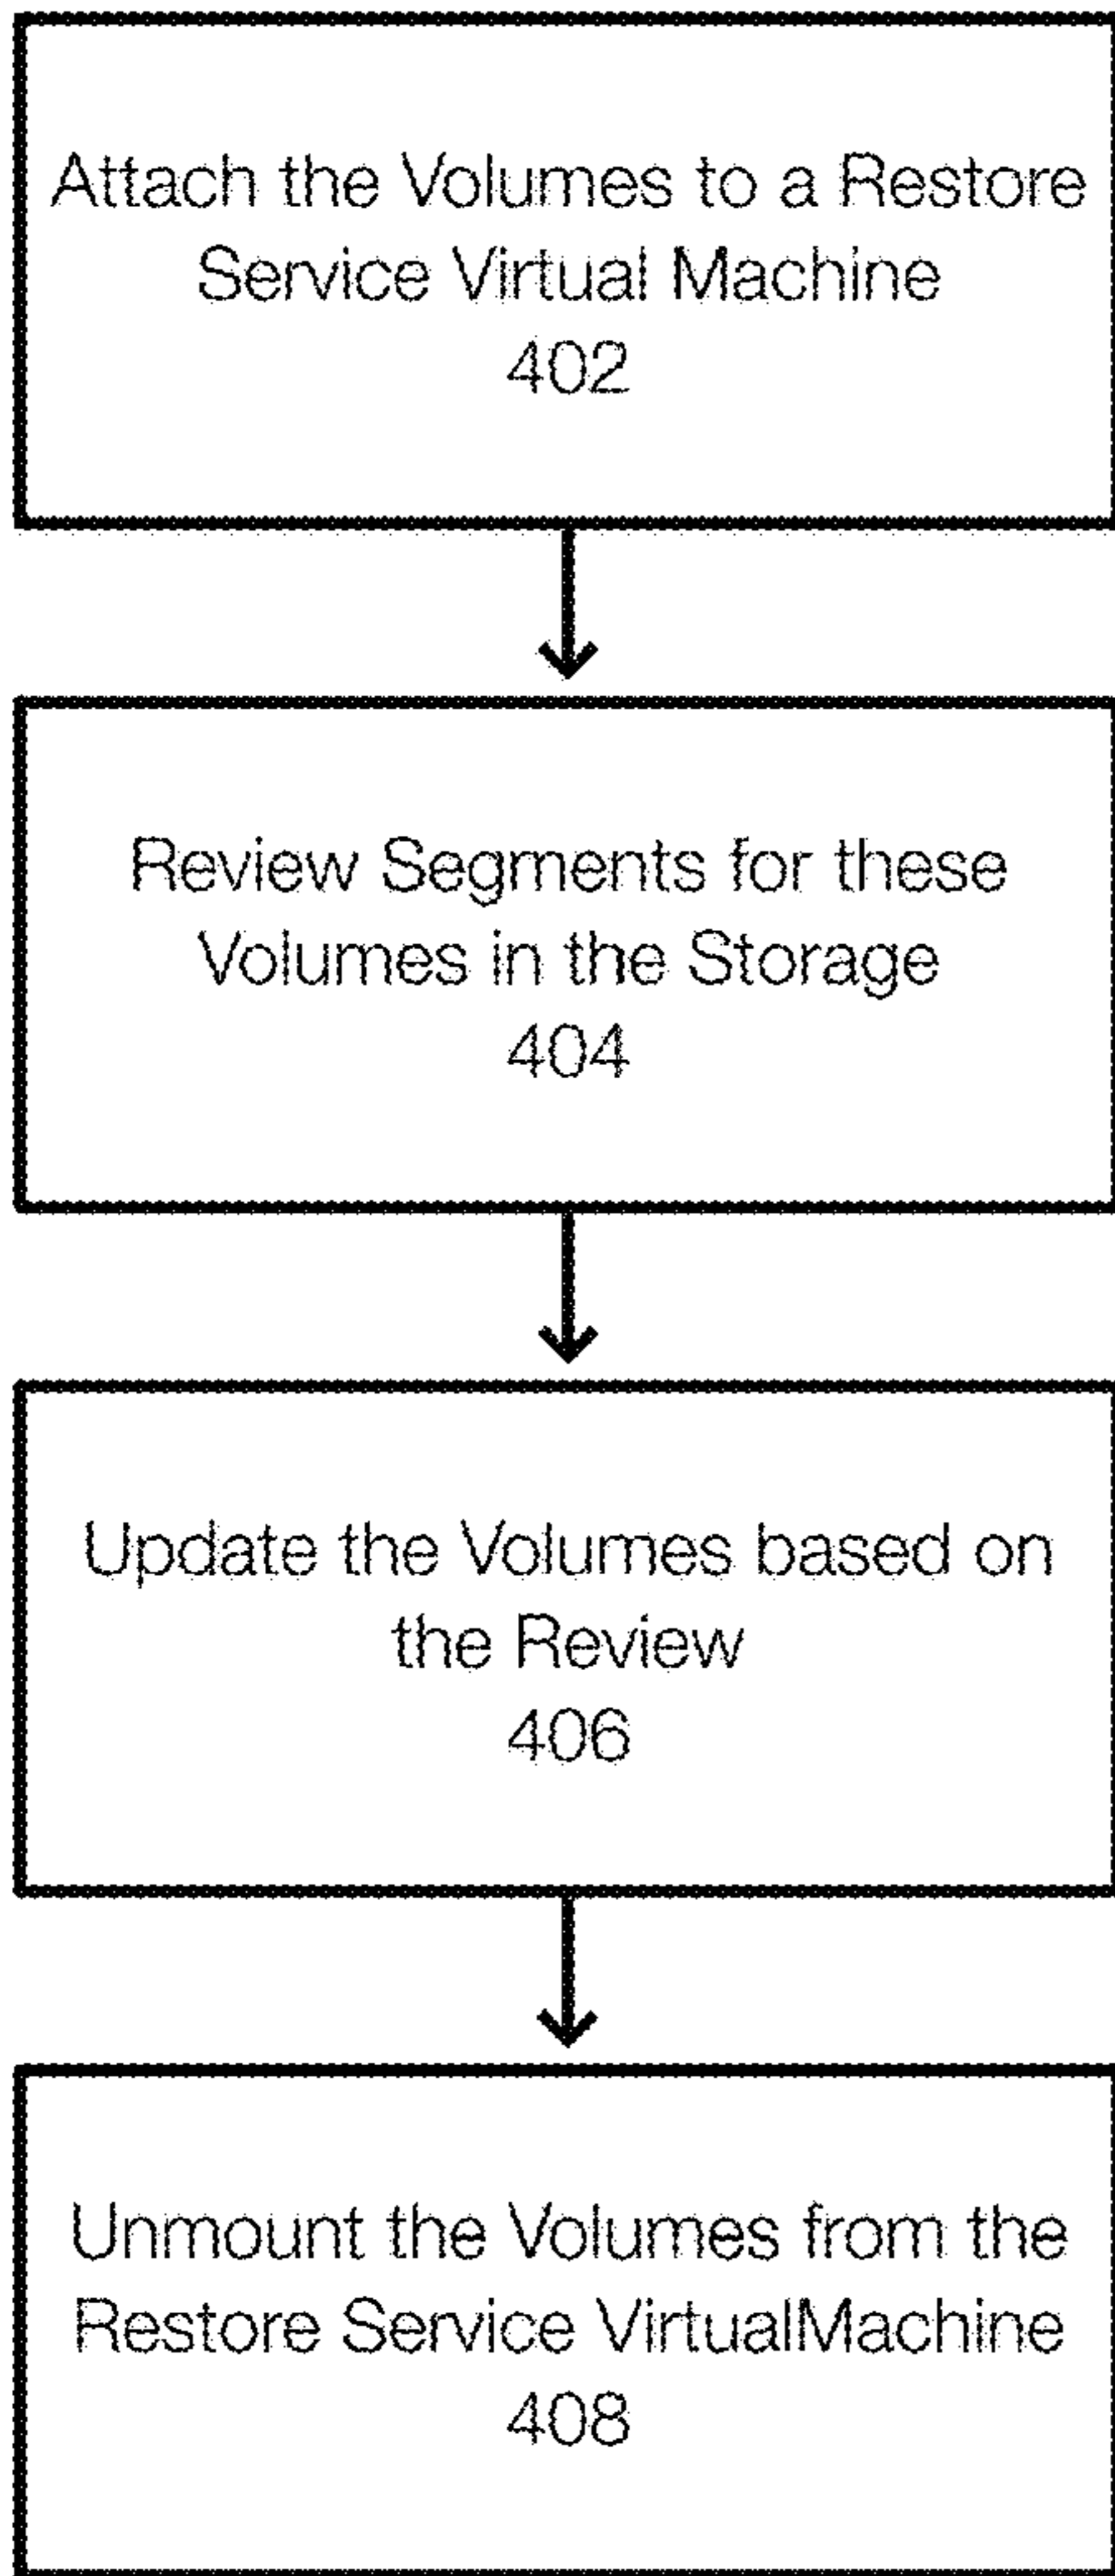 Attach the Volumes to a Restore
Service Virtual Machine
402
Review Segments for these
Volumes in the Storage
404
Update the Volumes based on
the Review
406
Unmount the Volumes from the
Restore Service VirtualMachine
408